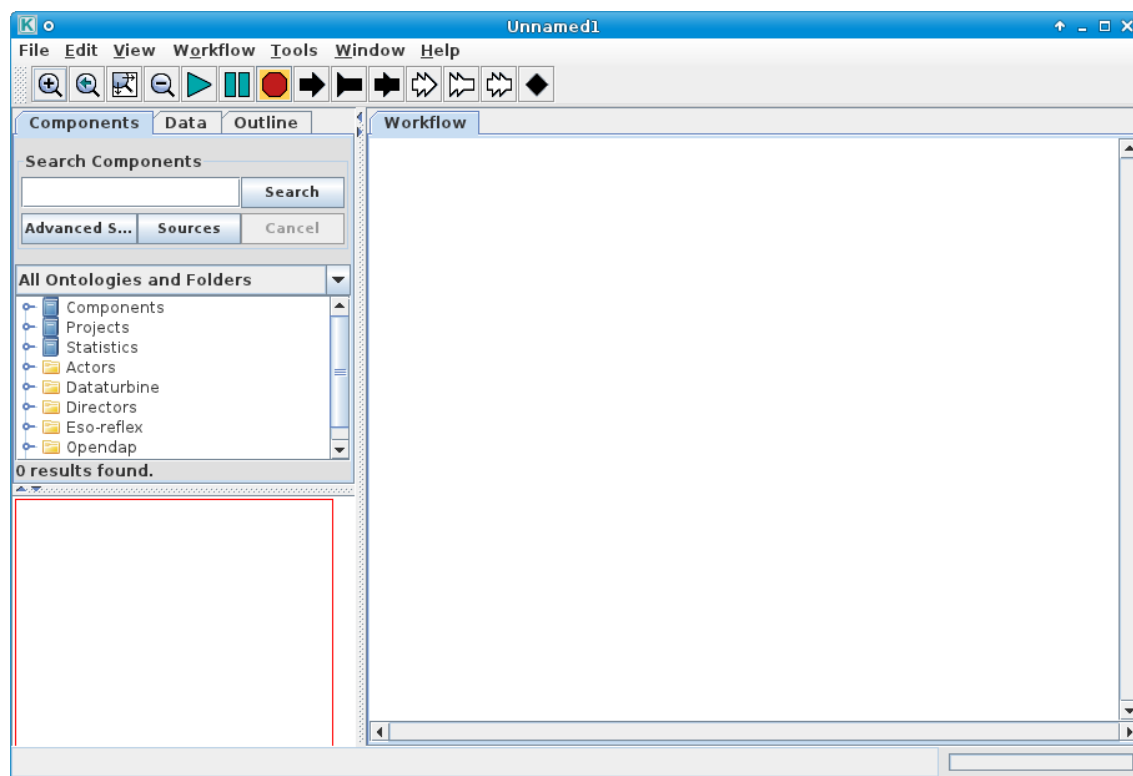 Unnamed1
File Edit View Workflow Tools Window Help
Components Data Outline
Workflow
Search Components
Search
Advanced S... Sources Cancel
All Ontologies and Folders
Components
Projects
Statistics
Actors
Dataturbine
Directors
Eso-reflex
Opendap
0 results found.